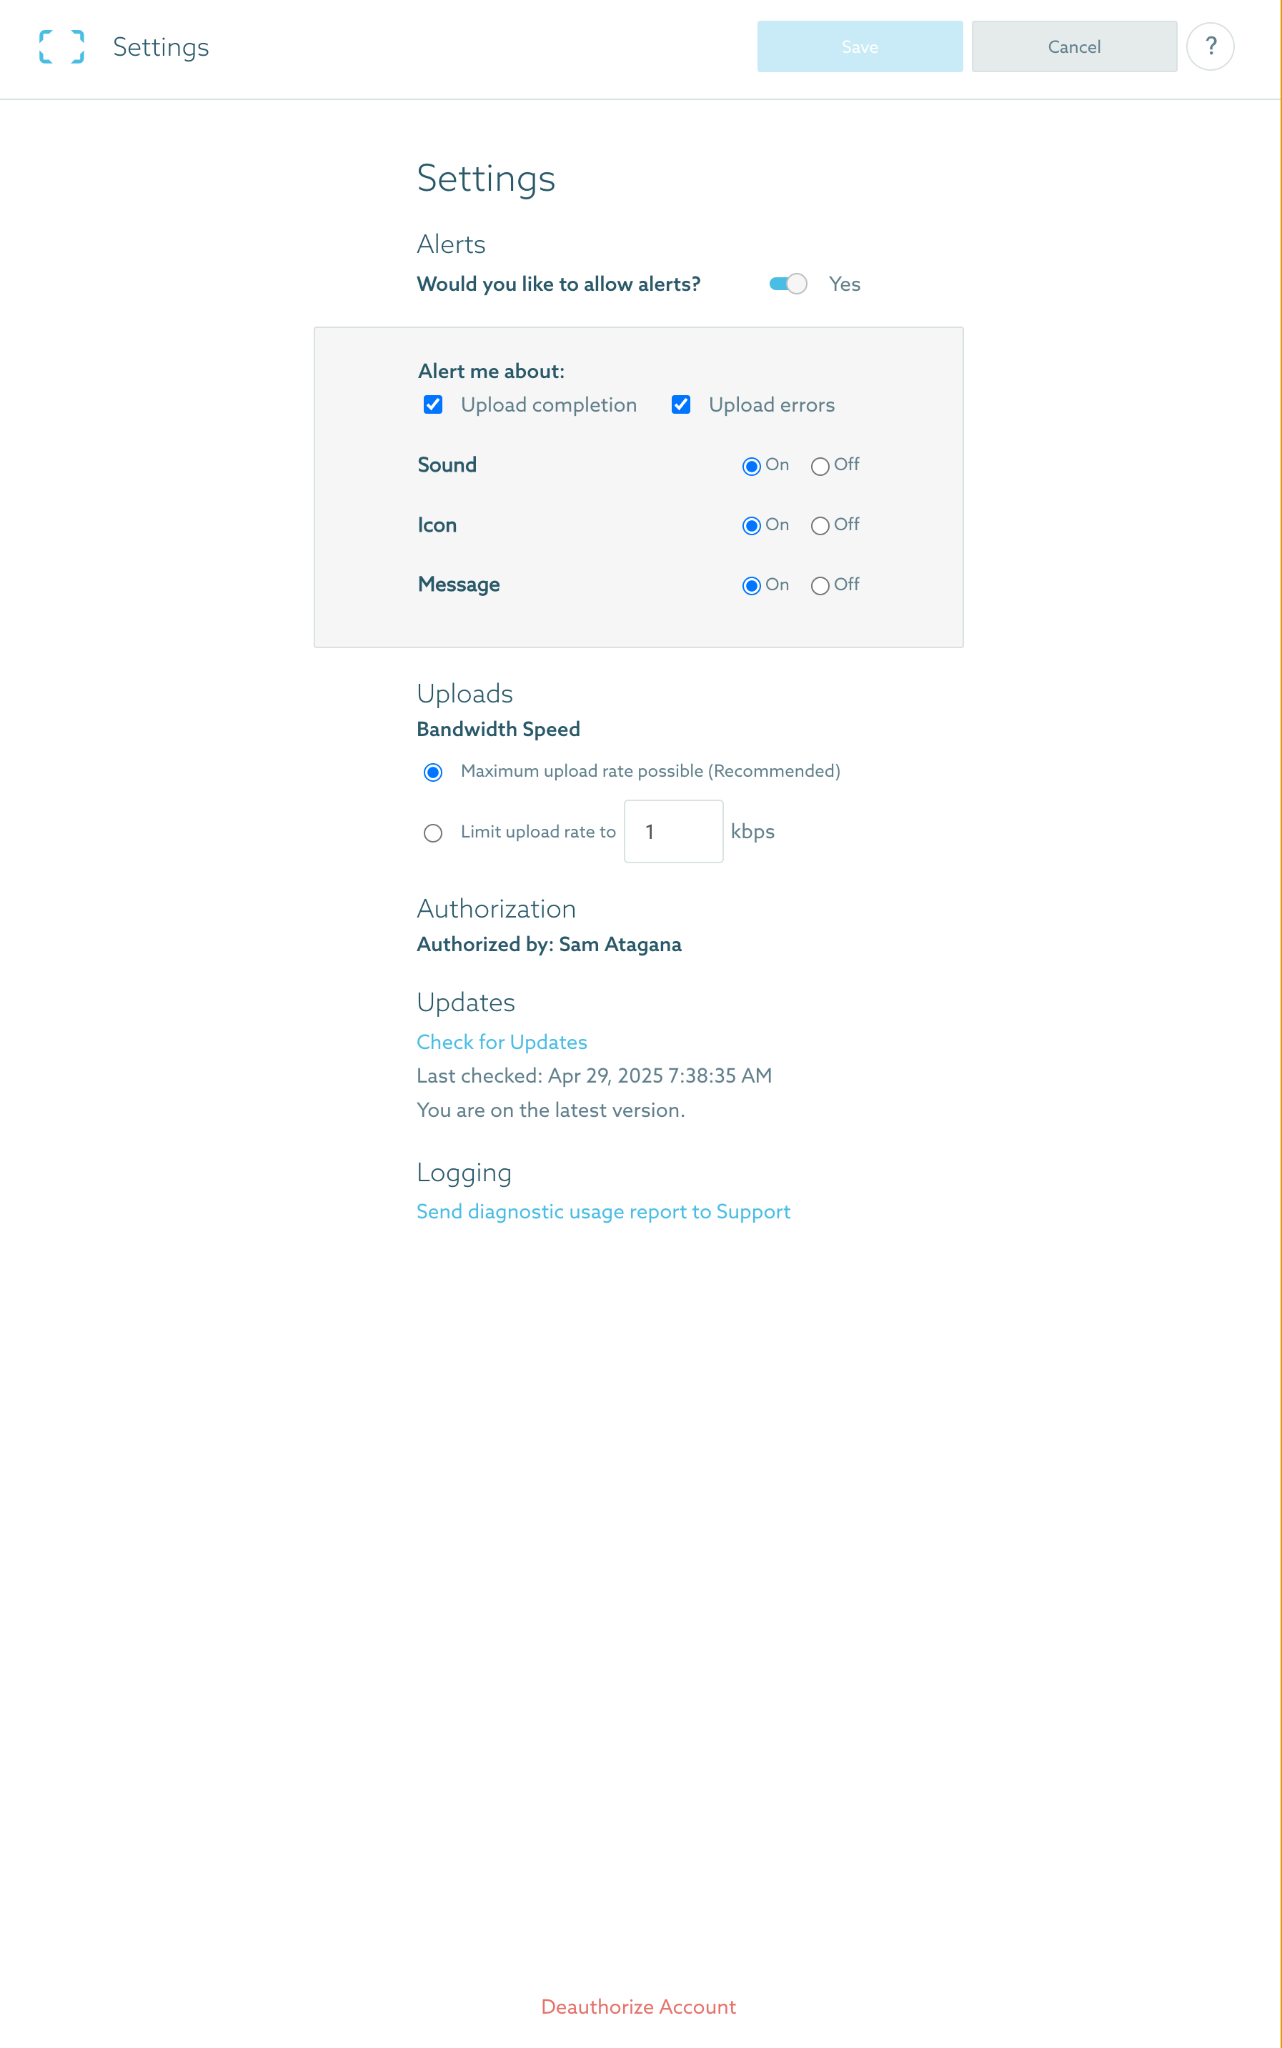 Settings
Save
Cancel
?
Settings
Alerts
Would you like to allow alerts? Yes
Alert me about:
Upload completion Upload errors
Sound On Off
Icon On Off
Message On Off
Uploads
Bandwidth Speed
Maximum upload rate possible (Recommended)
Limit upload rate to 1 kbps
Authorization
Authorized by: Sam Atagana
Updates
Check for Updates
Last checked: Apr 29, 2025 7:38:35 AM
You are on the latest version.
Logging
Send diagnostic usage report to Support
Deauthorize Account